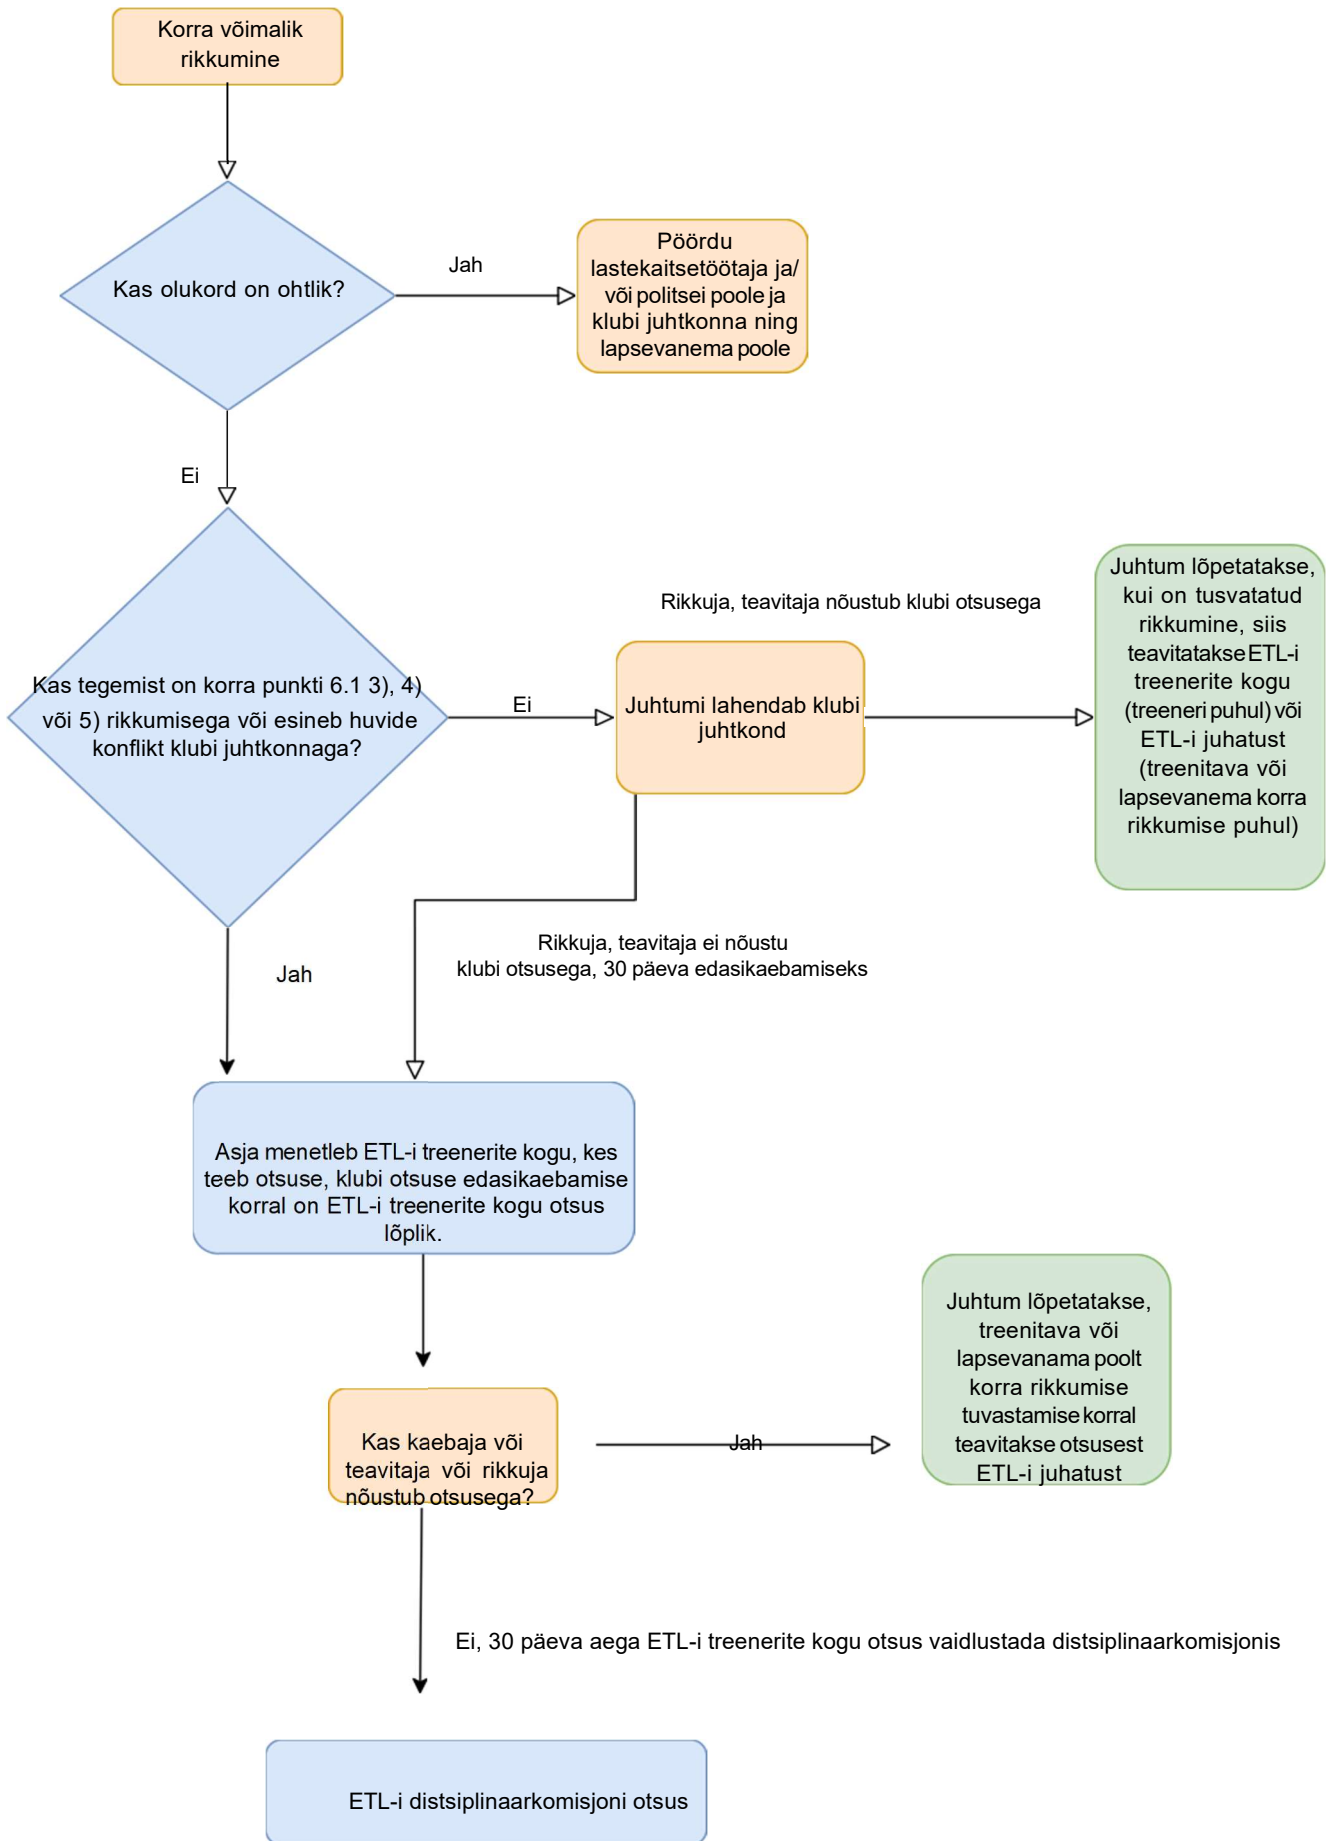 Korra võimalik
rikkumine
Kas olukord on ohtlik?
Jah
Pöördu
lastekaitsetöötaja ja/
või politsei poole ja
klubi juhtkonna ning
lapsevanema poole
Ei
Kas tegemist on korra punkti 6.1 3), 4)
või 5) rikkumisega või esineb huvide
konflikt klubi juhtkonnaga?
Ei
Rikkuja, teavitaja nõustub klubi otsusega
Juhtumi lahendab klubi
juhtkond
Juhtum lõpetatakse,
kui on tusvatatud
rikkumine, siis
teavitatakse ETL-i
treenerite kogu
(treeneri puhul) või
ETL-i juhatust
(treenitava või
lapsevanema korra
rikkumise puhul)
Rikkuja, teavitaja ei nõustu
klubi otsusega, 30 päeva edasikaebamiseks
Jah
Asja menetleb ETL-i treenerite kogu, kes
teeb otsuse, klubi otsuse edasikaebamise
korral on ETL-i treenerite kogu otsus
lõplik.
Kas kaebaja või
teavitaja või rikkuja
nõustub otsusega?
Jah
Juhtum lõpetatakse,
treenitava või
lapsevanama poolt
korra rikkumise
tuvastamise korral
teavitakse otsusest
ETL-i juhatust
Ei, 30 päeva aega ETL-i treenerite kogu otsus vaidlustada distsiplinaarkomisjonis
ETL-i distsiplinaarkomisjoni otsus